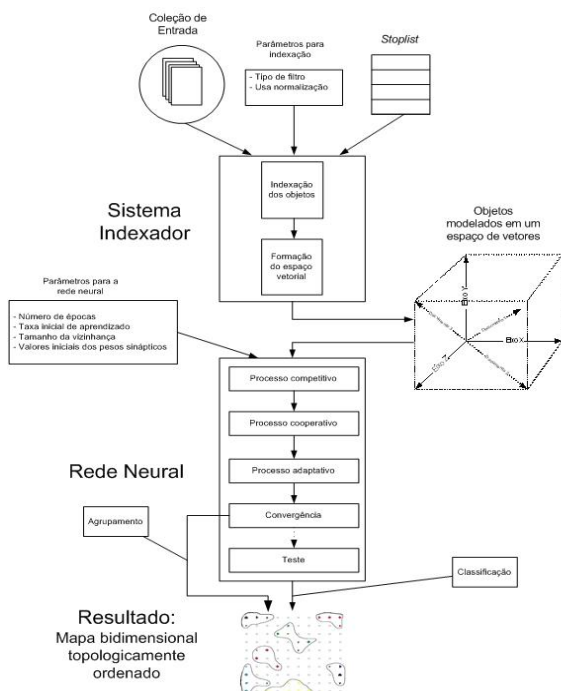 Coleção de
Entrada
Parâmetros para
indexação
Stoplist
- Tipo de filtro
- Usa normalização
Indexação
dos objetos
Sistema
Indexador
Formação
do espaço
vetorial
Objetos
modelados em um
espaço de vetores
Eixo Y
Eixo X
Eixo Z
Parâmetros para a
rede neural
- Número de épocas
- Taxa inicial de aprendizado
- Tamanho da vizinhança
- Valores iniciais dos pesos sinápticos
Processo competitivo
Processo cooperativo
Processo adaptativo
Rede Neural
Convergência
Agrupamento
Teste
Classificação
Resultado:
Mapa bidimensional
topologicamente
ordenado